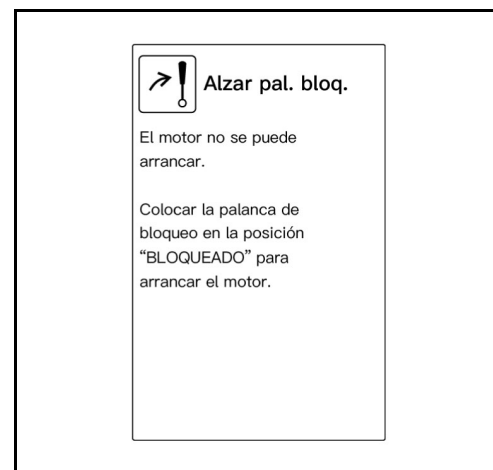 Alzar pal. bloq.
El motor no se puede
arrancar.
Colocar la palanca de
bloqueo en la posición
“BLOQUEADO” para
arrancar el motor.